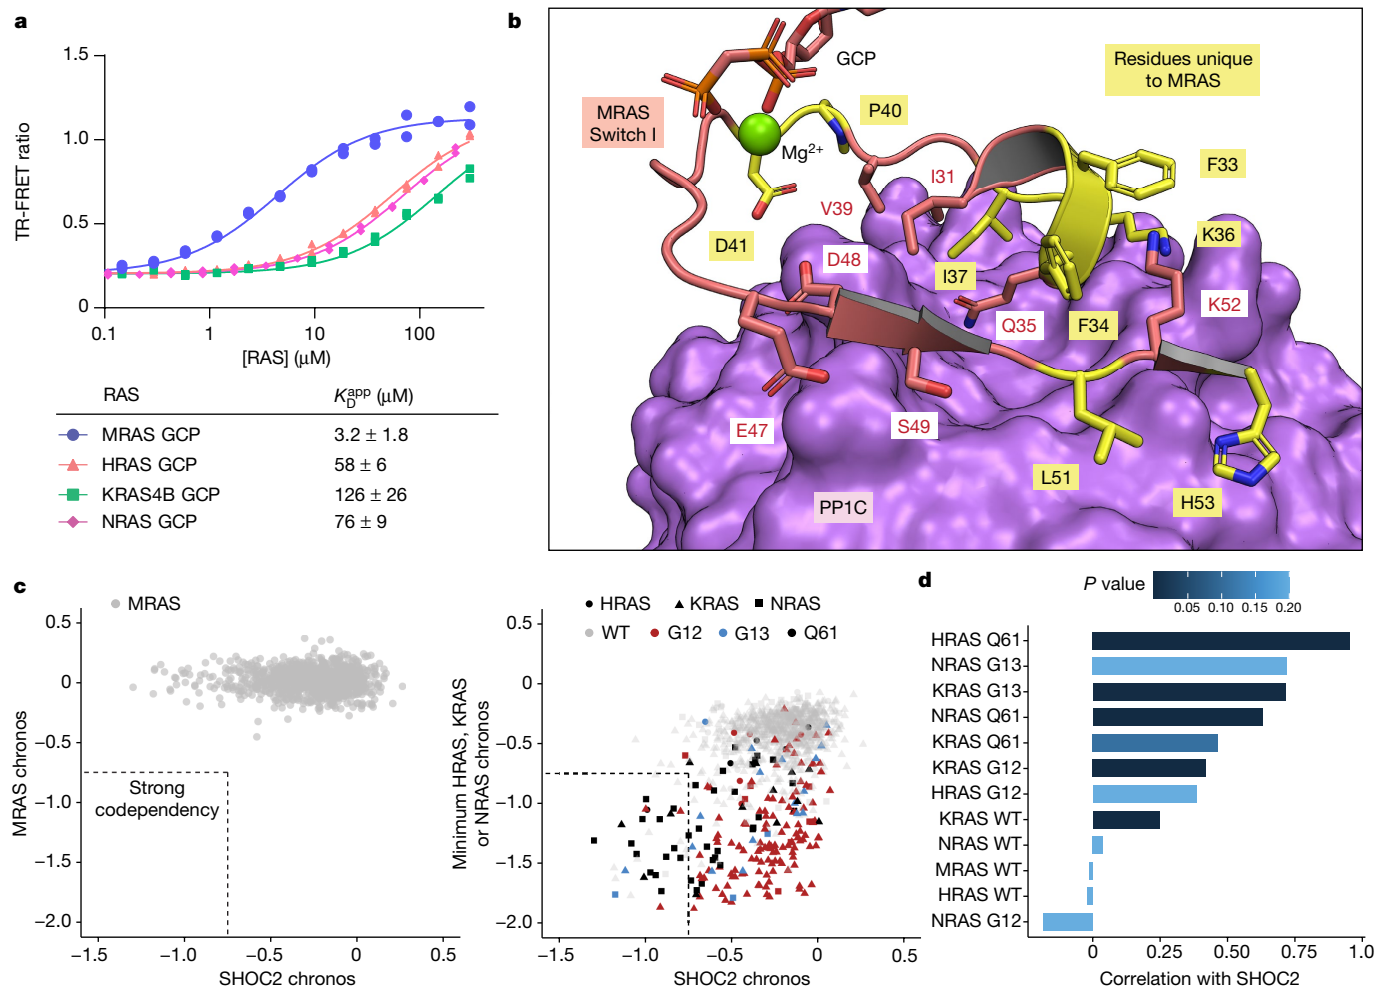 a
1.5
1.0
0.5
0
TR-FRET ratio
0.1
1
10
100
[RAS] (μM)
RAS
K_D^app (μM)
MRAS GCP
3.2 ± 1.8
HRAS GCP
58 ± 6
KRAS4B GCP
126 ± 26
NRAS GCP
76 ± 9
b
GCP
Residues unique
to MRAS
MRAS
Switch I
P40
Mg2+
F33
I31
V39
K36
D41
D48
I37
K52
Q35
F34
E47
S49
L51
H53
PP1C
c
MRAS
0.5
0
−0.5
−1.0
−1.5
−2.0
MRAS chronos
Strong
codependency
−1.5
−1.0
−0.5
0
0.5
SHOC2 chronos
HRAS
KRAS
NRAS
WT
G12
G13
Q61
0.5
0
−0.5
−1.0
−1.5
−2.0
Minimum HRAS, KRAS
or NRAS chronos
−1.5
−1.0
−0.5
0
0.5
SHOC2 chronos
d
P value
0.05
0.10
0.15
0.20
HRAS Q61
NRAS G13
KRAS G13
NRAS Q61
KRAS Q61
KRAS G12
HRAS G12
KRAS WT
NRAS WT
MRAS WT
HRAS WT
NRAS G12
0
0.25
0.50
0.75
1.0
Correlation with SHOC2